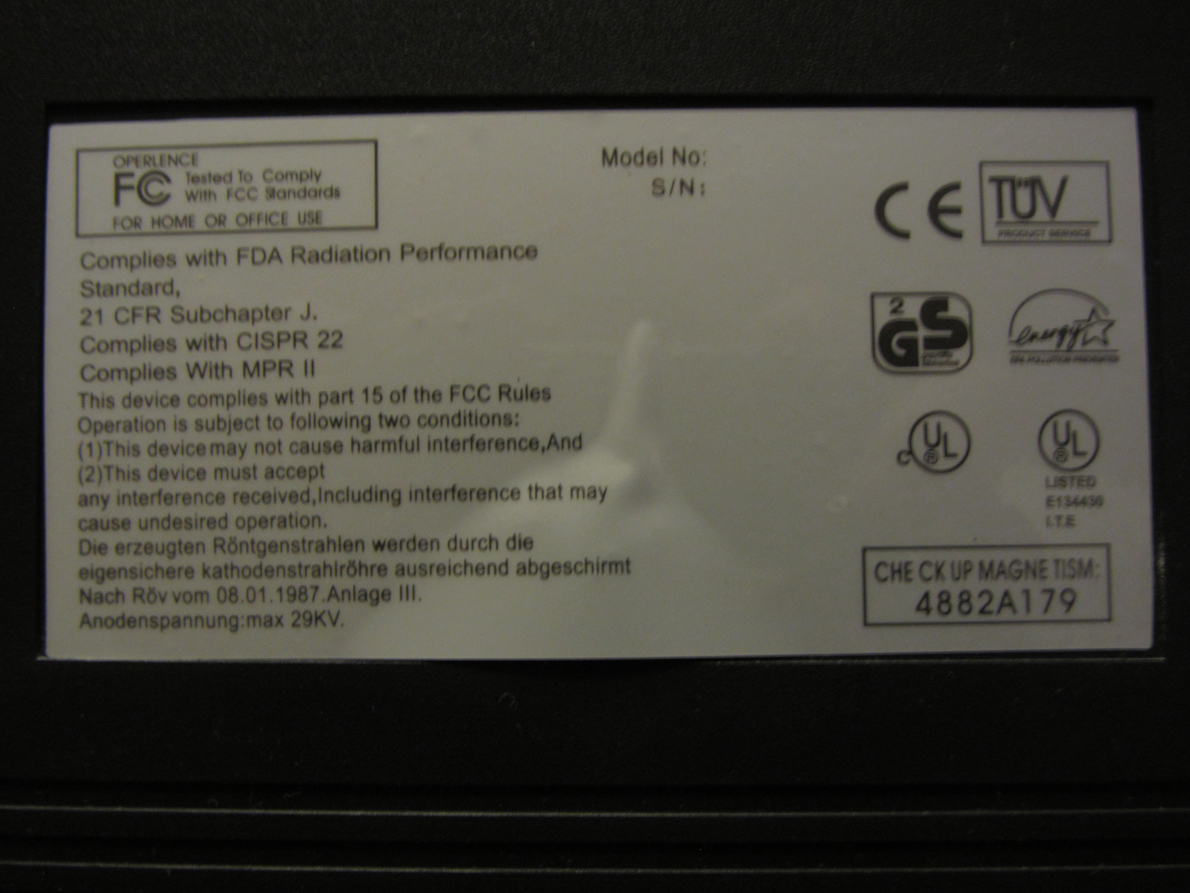 OPERLENCE
FC Tested To Comply
With FCC Standards
FOR HOME OR OFFICE USE
Complies with FDA Radiation Performance
Standard,
21 CFR Subchapter J.
Complies with CISPR 22
Complies With MPR II
This device complies with part 15 of the FCC Rules
Operation is subject to following two conditions:
(1)This device may not cause harmful interference,And
(2)This device must accept
any interference received,Including interference that may
cause undesired operation.
Die erzeugten Röntgenstrahlen werden durch die
eigensichere kathodenstrahlröhre ausreichend abgeschirmt
Nach Röv vom 08.01.1987.Anlage III.
Anodenspannung:max 29KV.
Model No:
S/N:
CE
TÜV
PRODUCT SERVICE
2
GS
energy
EPA POLLUTION PREVENTER
c UL ®
UL ®
LISTED
E134430
I.T.E
CHE CK UP MAGNE TISM:
4882A179